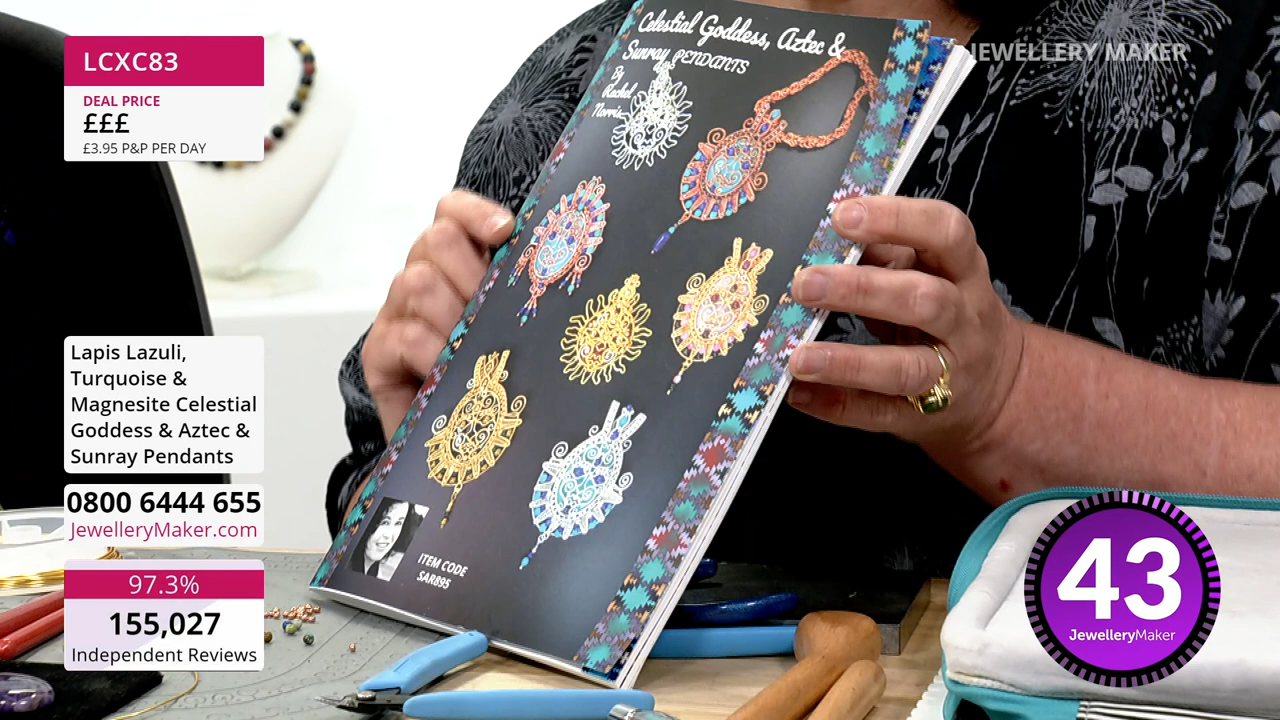 LCXC83
DEAL PRICE
£££
£3.95 P&P PER DAY
Lapis Lazuli,
Turquoise &
Magnesite Celestial
Goddess & Aztec &
Sunray Pendants
0800 6444 655
JewelleryMaker.com
97.3%
155,027
Independent Reviews
Celestial Goddess, Aztec &
Sunray PENDANTS
By
Rachel
Norris
ITEM CODE
SAR895
JEWELLERY MAKER
43
JewelleryMaker